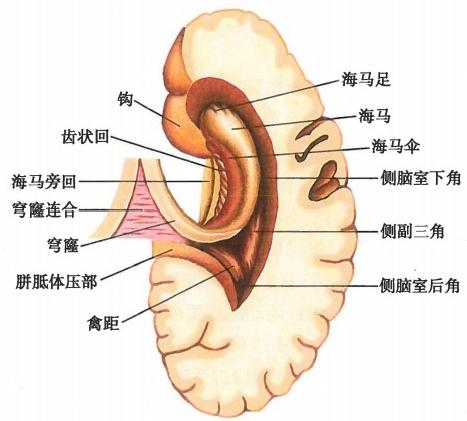 钩
齿状回
海马旁回
穹窿连合
穹窿
胼胝体压部
禽距
海马足
海马
海马伞
侧脑室下角
侧副三角
侧脑室后角